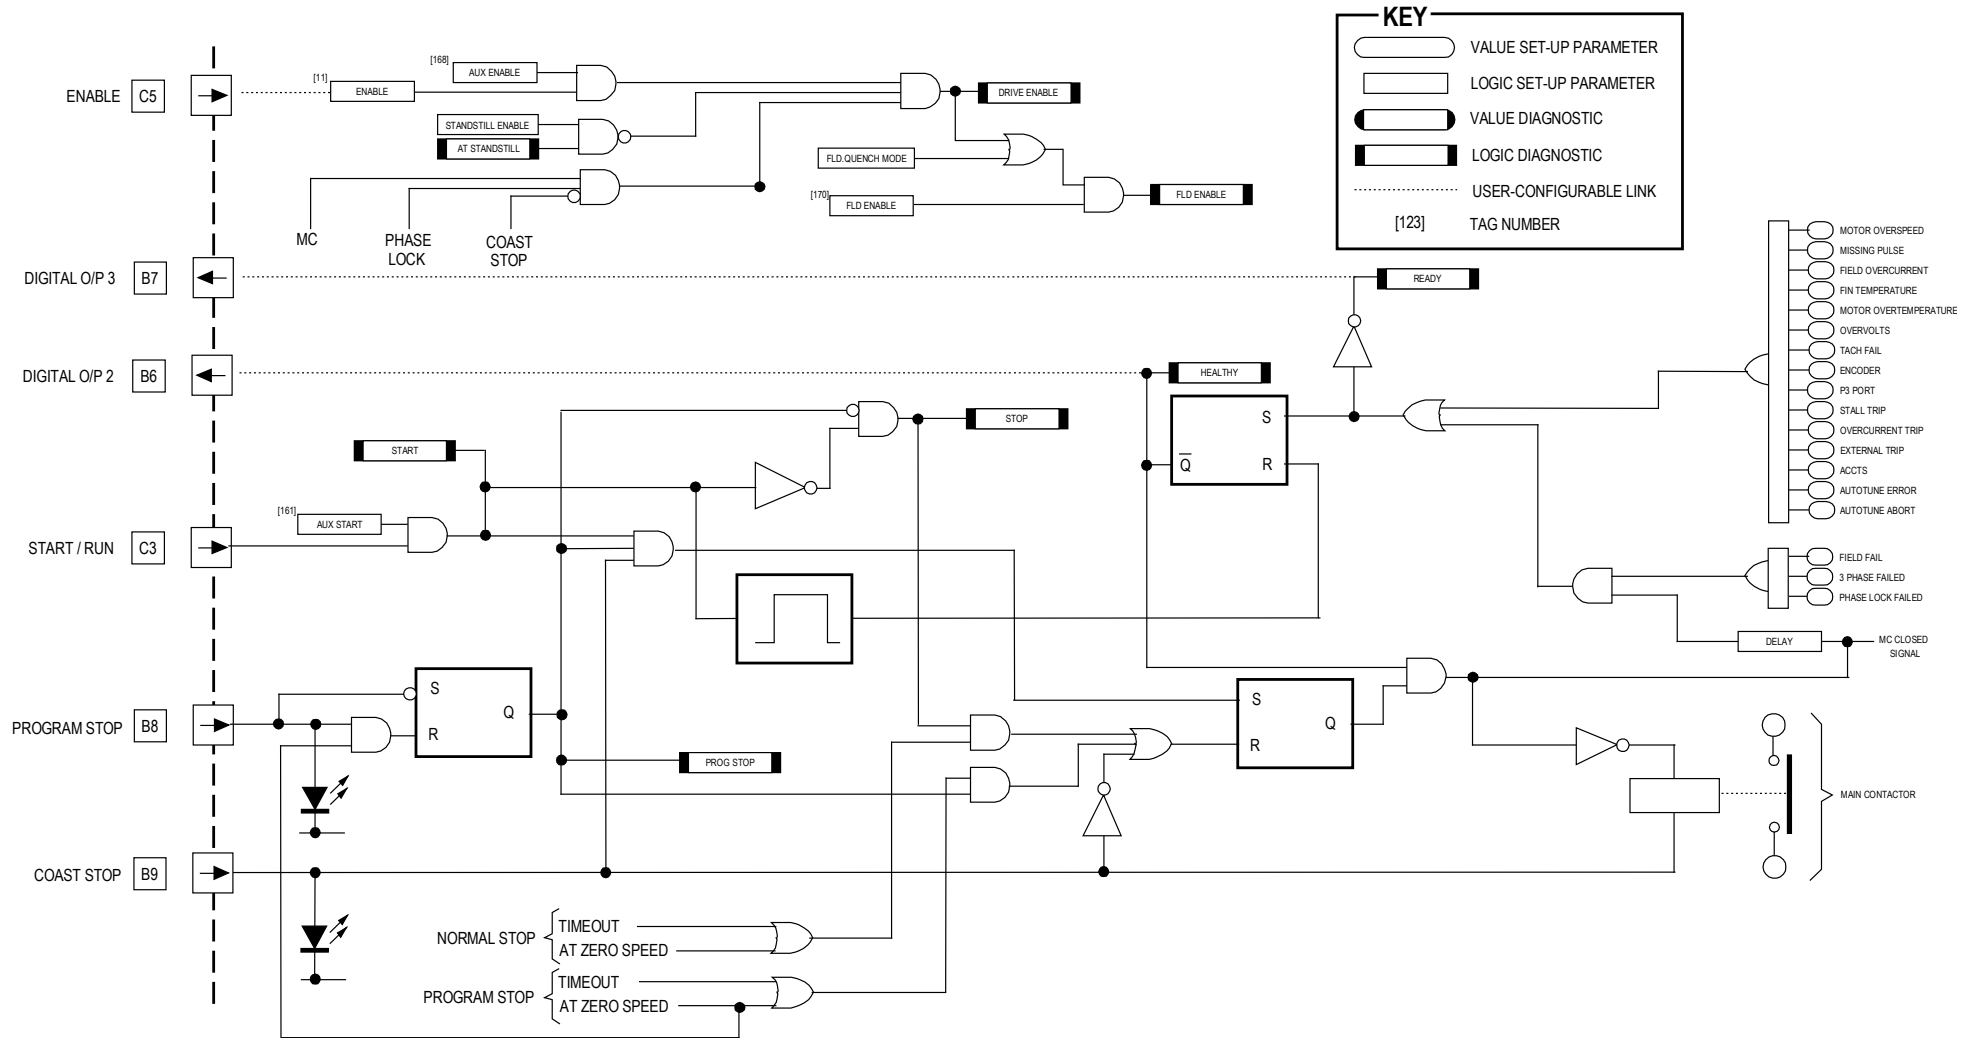 KEY
VALUE SET-UP PARAMETER
LOGIC SET-UP PARAMETER
VALUE DIAGNOSTIC
LOGIC DIAGNOSTIC
USER-CONFIGURABLE LINK
[123] TAG NUMBER
ENABLE C5
[11]
ENABLE
[168]
AUX ENABLE
STANDSTILL ENABLE
AT STANDSTILL
DRIVE ENABLE
FLD.QUENCH MODE
[170]
FLD ENABLE
FLD ENABLE
MC
PHASE
LOCK
COAST
STOP
DIGITAL O/P 3 B7
READY
DIGITAL O/P 2 B6
HEALTHY
S
Q
R
STOP
START
[161]
AUX START
START / RUN C3
MOTOR OVERSPEED
MISSING PULSE
FIELD OVERCURRENT
FIN TEMPERATURE
MOTOR OVERTEMPERATURE
OVERVOLTS
TACH FAIL
ENCODER
P3 PORT
STALL TRIP
OVERCURRENT TRIP
EXTERNAL TRIP
ACCTS
AUTOTUNE ERROR
AUTOTUNE ABORT
FIELD FAIL
3 PHASE FAILED
PHASE LOCK FAILED
DELAY
MC CLOSED
SIGNAL
PROGRAM STOP B8
S
Q
R
PROG STOP
S
Q
R
MAIN CONTACTOR
COAST STOP B9
NORMAL STOP
TIMEOUT
AT ZERO SPEED
PROGRAM STOP
TIMEOUT
AT ZERO SPEED